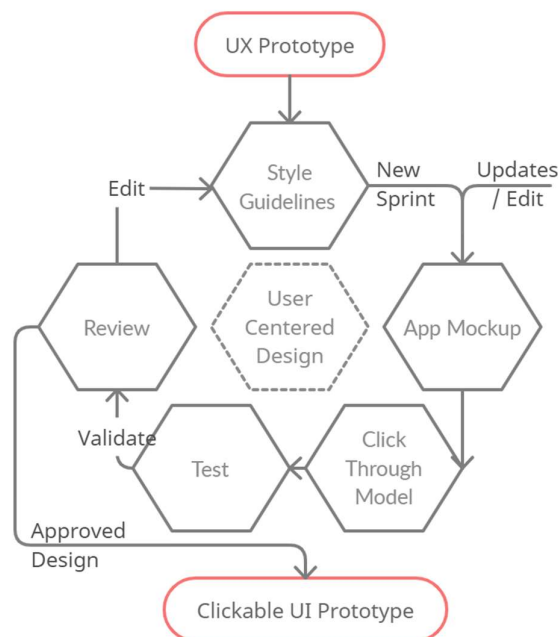 UX Prototype
Style
Guidelines
Edit
New
Sprint
Updates
/ Edit
User
Centered
Design
Review
App Mockup
Validate
Test
Click
Through
Model
Approved
Design
Clickable UI Prototype